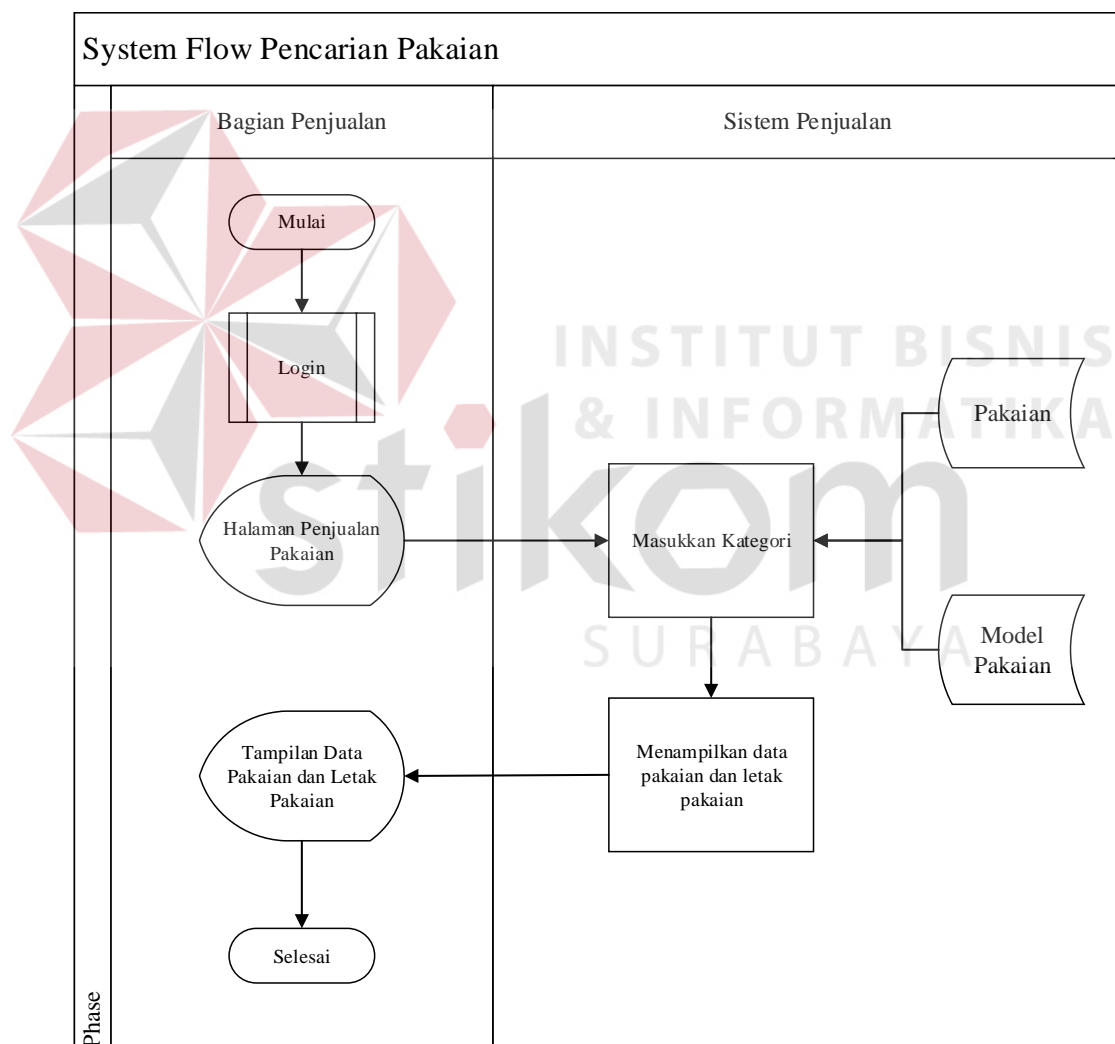 System Flow Pencarian Pakaian
Bagian Penjualan
Sistem Penjualan
Mulai
Login
INSTITUT BISNIS
& INFORMATIKA
stikom
SURABAYA
Pakaian
Halaman Penjualan
Pakaian
Masukkan Kategori
Model
Pakaian
Tampilan Data
Pakaian dan Letak
Pakaian
Menampilkan data
pakaian dan letak
pakaian
Selesai
Phase